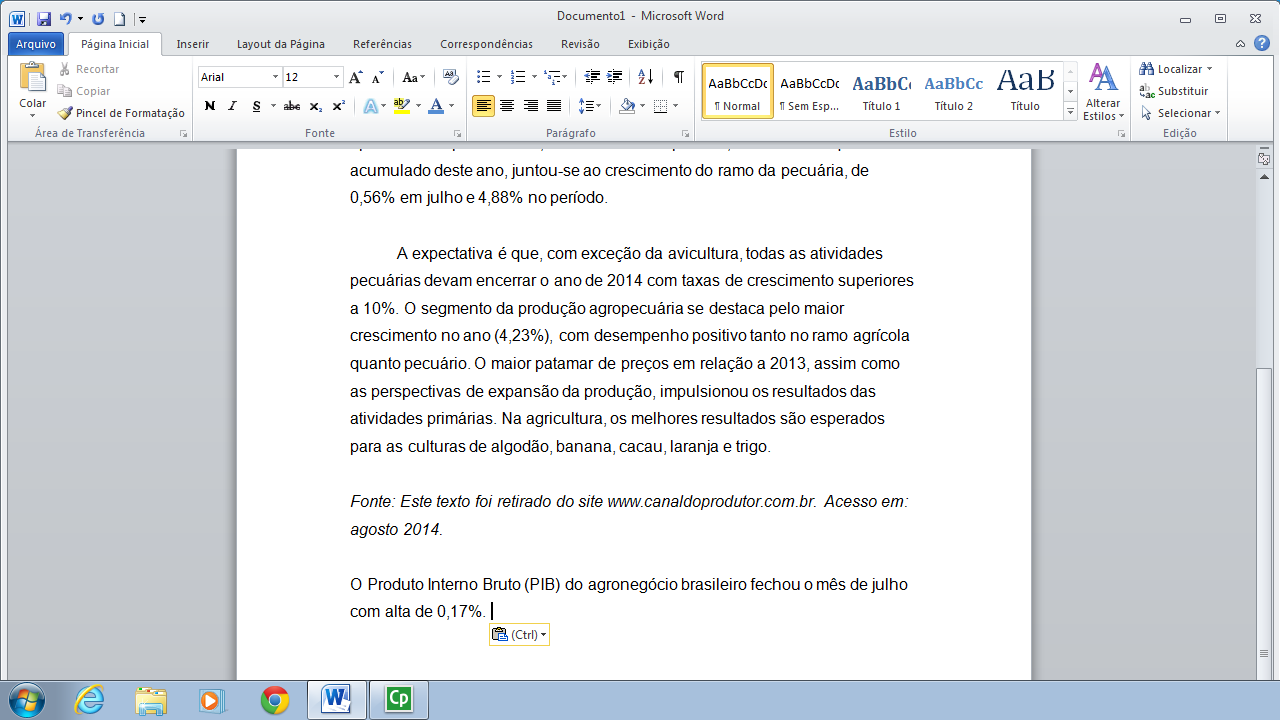 Documento1 - Microsoft Word
Arquivo Página Inicial Inserir Layout da Página Referências Correspondências Revisão Exibição
Colar
Recortar
Copiar
Pincel de Formatação
Área de Transferência
Arial 12
Fonte
Parágrafo
AaBbCcDc AaBbCcDc AaBbCc AaBbCc AaB
¶ Normal ¶ Sem Esp... Título 1 Título 2 Título
Alterar Estilos
Estilo
Localizar
Substituir
Selecionar
Edição
acumulado deste ano, juntou-se ao crescimento do ramo da pecuária, de
0,56% em julho e 4,88% no período.
A expectativa é que, com exceção da avicultura, todas as atividades
pecuárias devam encerrar o ano de 2014 com taxas de crescimento superiores
a 10%. O segmento da produção agropecuária se destaca pelo maior
crescimento no ano (4,23%), com desempenho positivo tanto no ramo agrícola
quanto pecuário. O maior patamar de preços em relação a 2013, assim como
as perspectivas de expansão da produção, impulsionou os resultados das
atividades primárias. Na agricultura, os melhores resultados são esperados
para as culturas de algodão, banana, cacau, laranja e trigo.
Fonte: Este texto foi retirado do site www.canaldoprodutor.com.br. Acesso em:
agosto 2014.
O Produto Interno Bruto (PIB) do agronegócio brasileiro fechou o mês de julho
com alta de 0,17%.
(Ctrl)
Cp